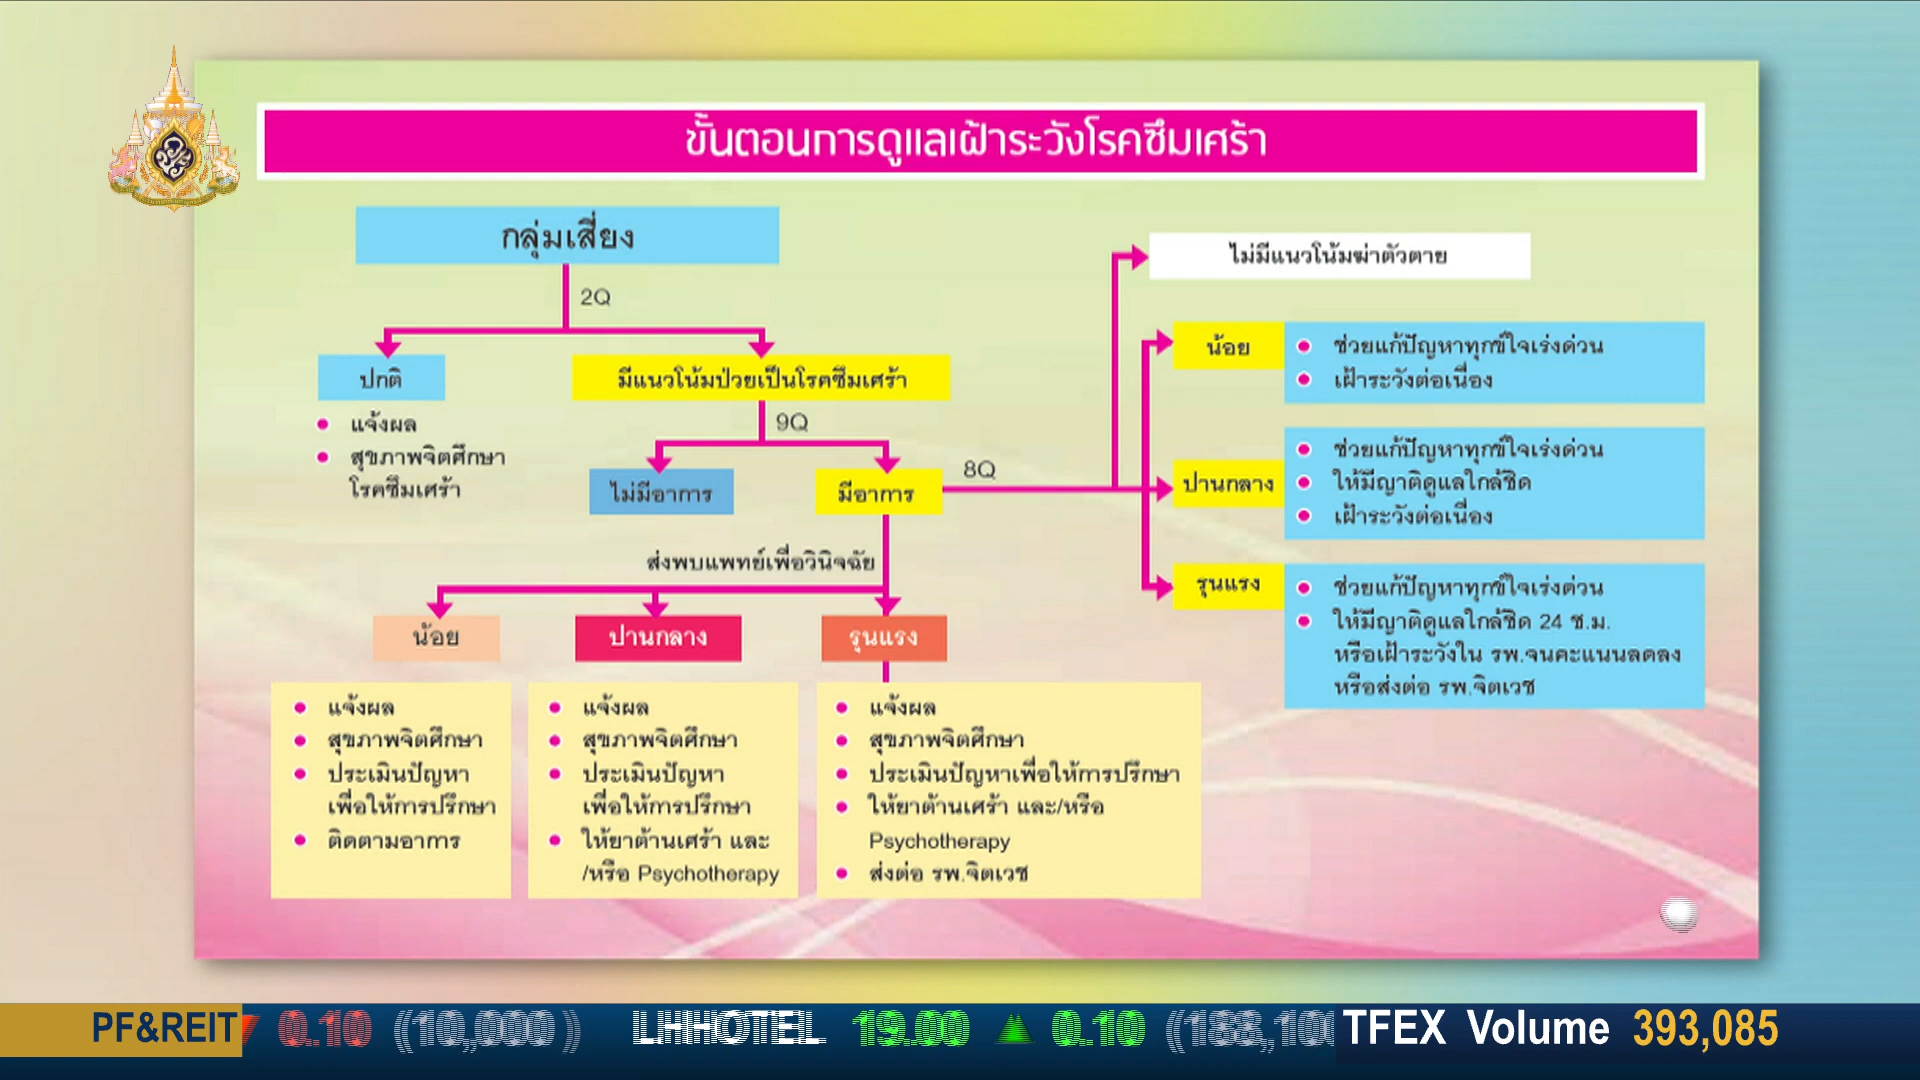 ขั้นตอนการดูแลเฝ้าระวังโรคซึมเศร้า
กลุ่มเสี่ยง
2Q
ปกติ
แจ้งผล
สุขภาพจิตศึกษา
โรคซึมเศร้า
มีแนวโน้มป่วยเป็นโรคซึมเศร้า
9Q
ไม่มีอาการ
มีอาการ
8Q
ไม่มีแนวโน้มฆ่าตัวตาย
น้อย
ช่วยแก้ปัญหาทุกข์ใจเร่งด่วน
เฝ้าระวังต่อเนื่อง
ปานกลาง
ช่วยแก้ปัญหาทุกข์ใจเร่งด่วน
ให้มีญาติดูแลใกล้ชิด
เฝ้าระวังต่อเนื่อง
รุนแรง
ช่วยแก้ปัญหาทุกข์ใจเร่งด่วน
ให้มีญาติดูแลใกล้ชิด 24 ช.ม.
หรือเฝ้าระวังใน รพ.จนคะแนนลดลง
หรือส่งต่อ รพ.จิตเวช
ส่งพบแพทย์เพื่อวินิจฉัย
น้อย
แจ้งผล
สุขภาพจิตศึกษา
ประเมินปัญหา
เพื่อให้การปรึกษา
ติดตามอาการ
ปานกลาง
แจ้งผล
สุขภาพจิตศึกษา
ประเมินปัญหา
เพื่อให้การปรึกษา
ให้ยาต้านเศร้า และ
/หรือ Psychotherapy
รุนแรง
แจ้งผล
สุขภาพจิตศึกษา
ประเมินปัญหาเพื่อให้การปรึกษา
ให้ยาต้านเศร้า และ/หรือ
Psychotherapy
ส่งต่อ รพ.จิตเวช
PF&REIT 0.10 (10,000) LHHOTEL 19.00 0.10 TFEX Volume 393,085